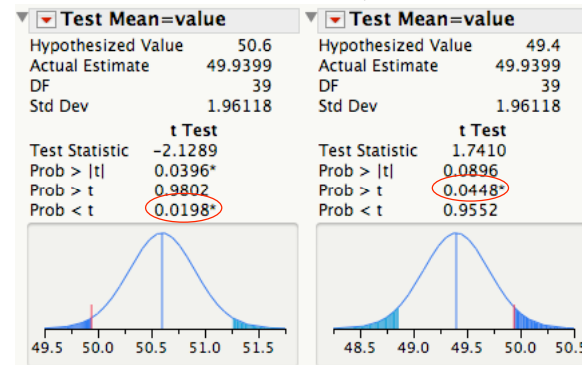 Test Mean=value
Hypothesized Value 50.6
Actual Estimate 49.9399
DF 39
Std Dev 1.96118
t Test
Test Statistic -2.1289
Prob > |t| 0.0396*
Prob > t 0.9802
Prob < t 0.0198*
49.5 50.0 50.5 51.0 51.5
Test Mean=value
Hypothesized Value 49.4
Actual Estimate 49.9399
DF 39
Std Dev 1.96118
t Test
Test Statistic 1.7410
Prob > |t| 0.0896
Prob > t 0.0448*
Prob < t 0.9552
48.5 49.0 49.5 50.0 50.5